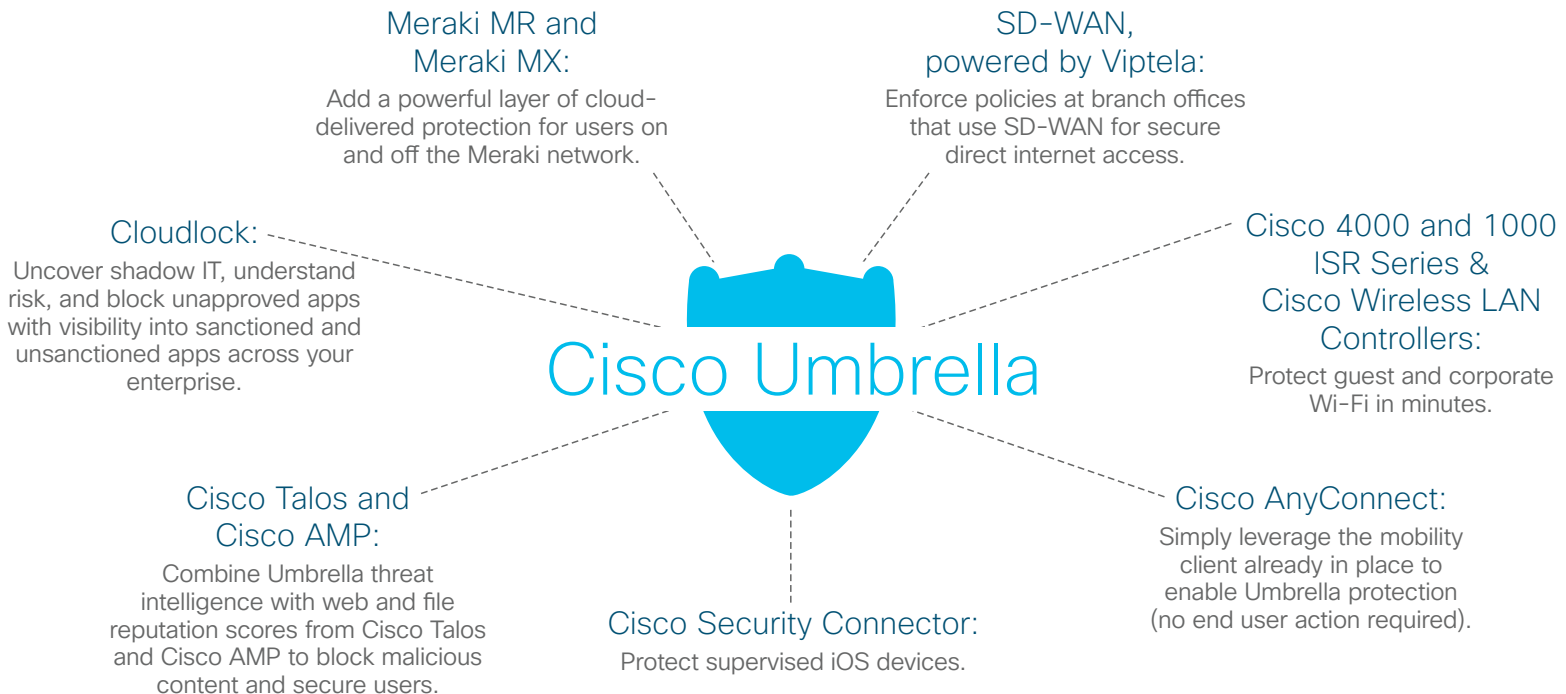 Meraki MR and
Meraki MX:
Add a powerful layer of cloud-
delivered protection for users on
and off the Meraki network.
SD-WAN,
powered by Viptela:
Enforce policies at branch offices
that use SD-WAN for secure
direct internet access.
Cloudlock:
Uncover shadow IT, understand
risk, and block unapproved apps
with visibility into sanctioned and
unsanctioned apps across your
enterprise.
Cisco Umbrella
Cisco 4000 and 1000
ISR Series &
Cisco Wireless LAN
Controllers:
Protect guest and corporate
Wi-Fi in minutes.
Cisco Talos and
Cisco AMP:
Combine Umbrella threat
intelligence with web and file
reputation scores from Cisco Talos
and Cisco AMP to block malicious
content and secure users.
Cisco Security Connector:
Protect supervised iOS devices.
Cisco AnyConnect:
Simply leverage the mobility
client already in place to
enable Umbrella protection
(no end user action required).